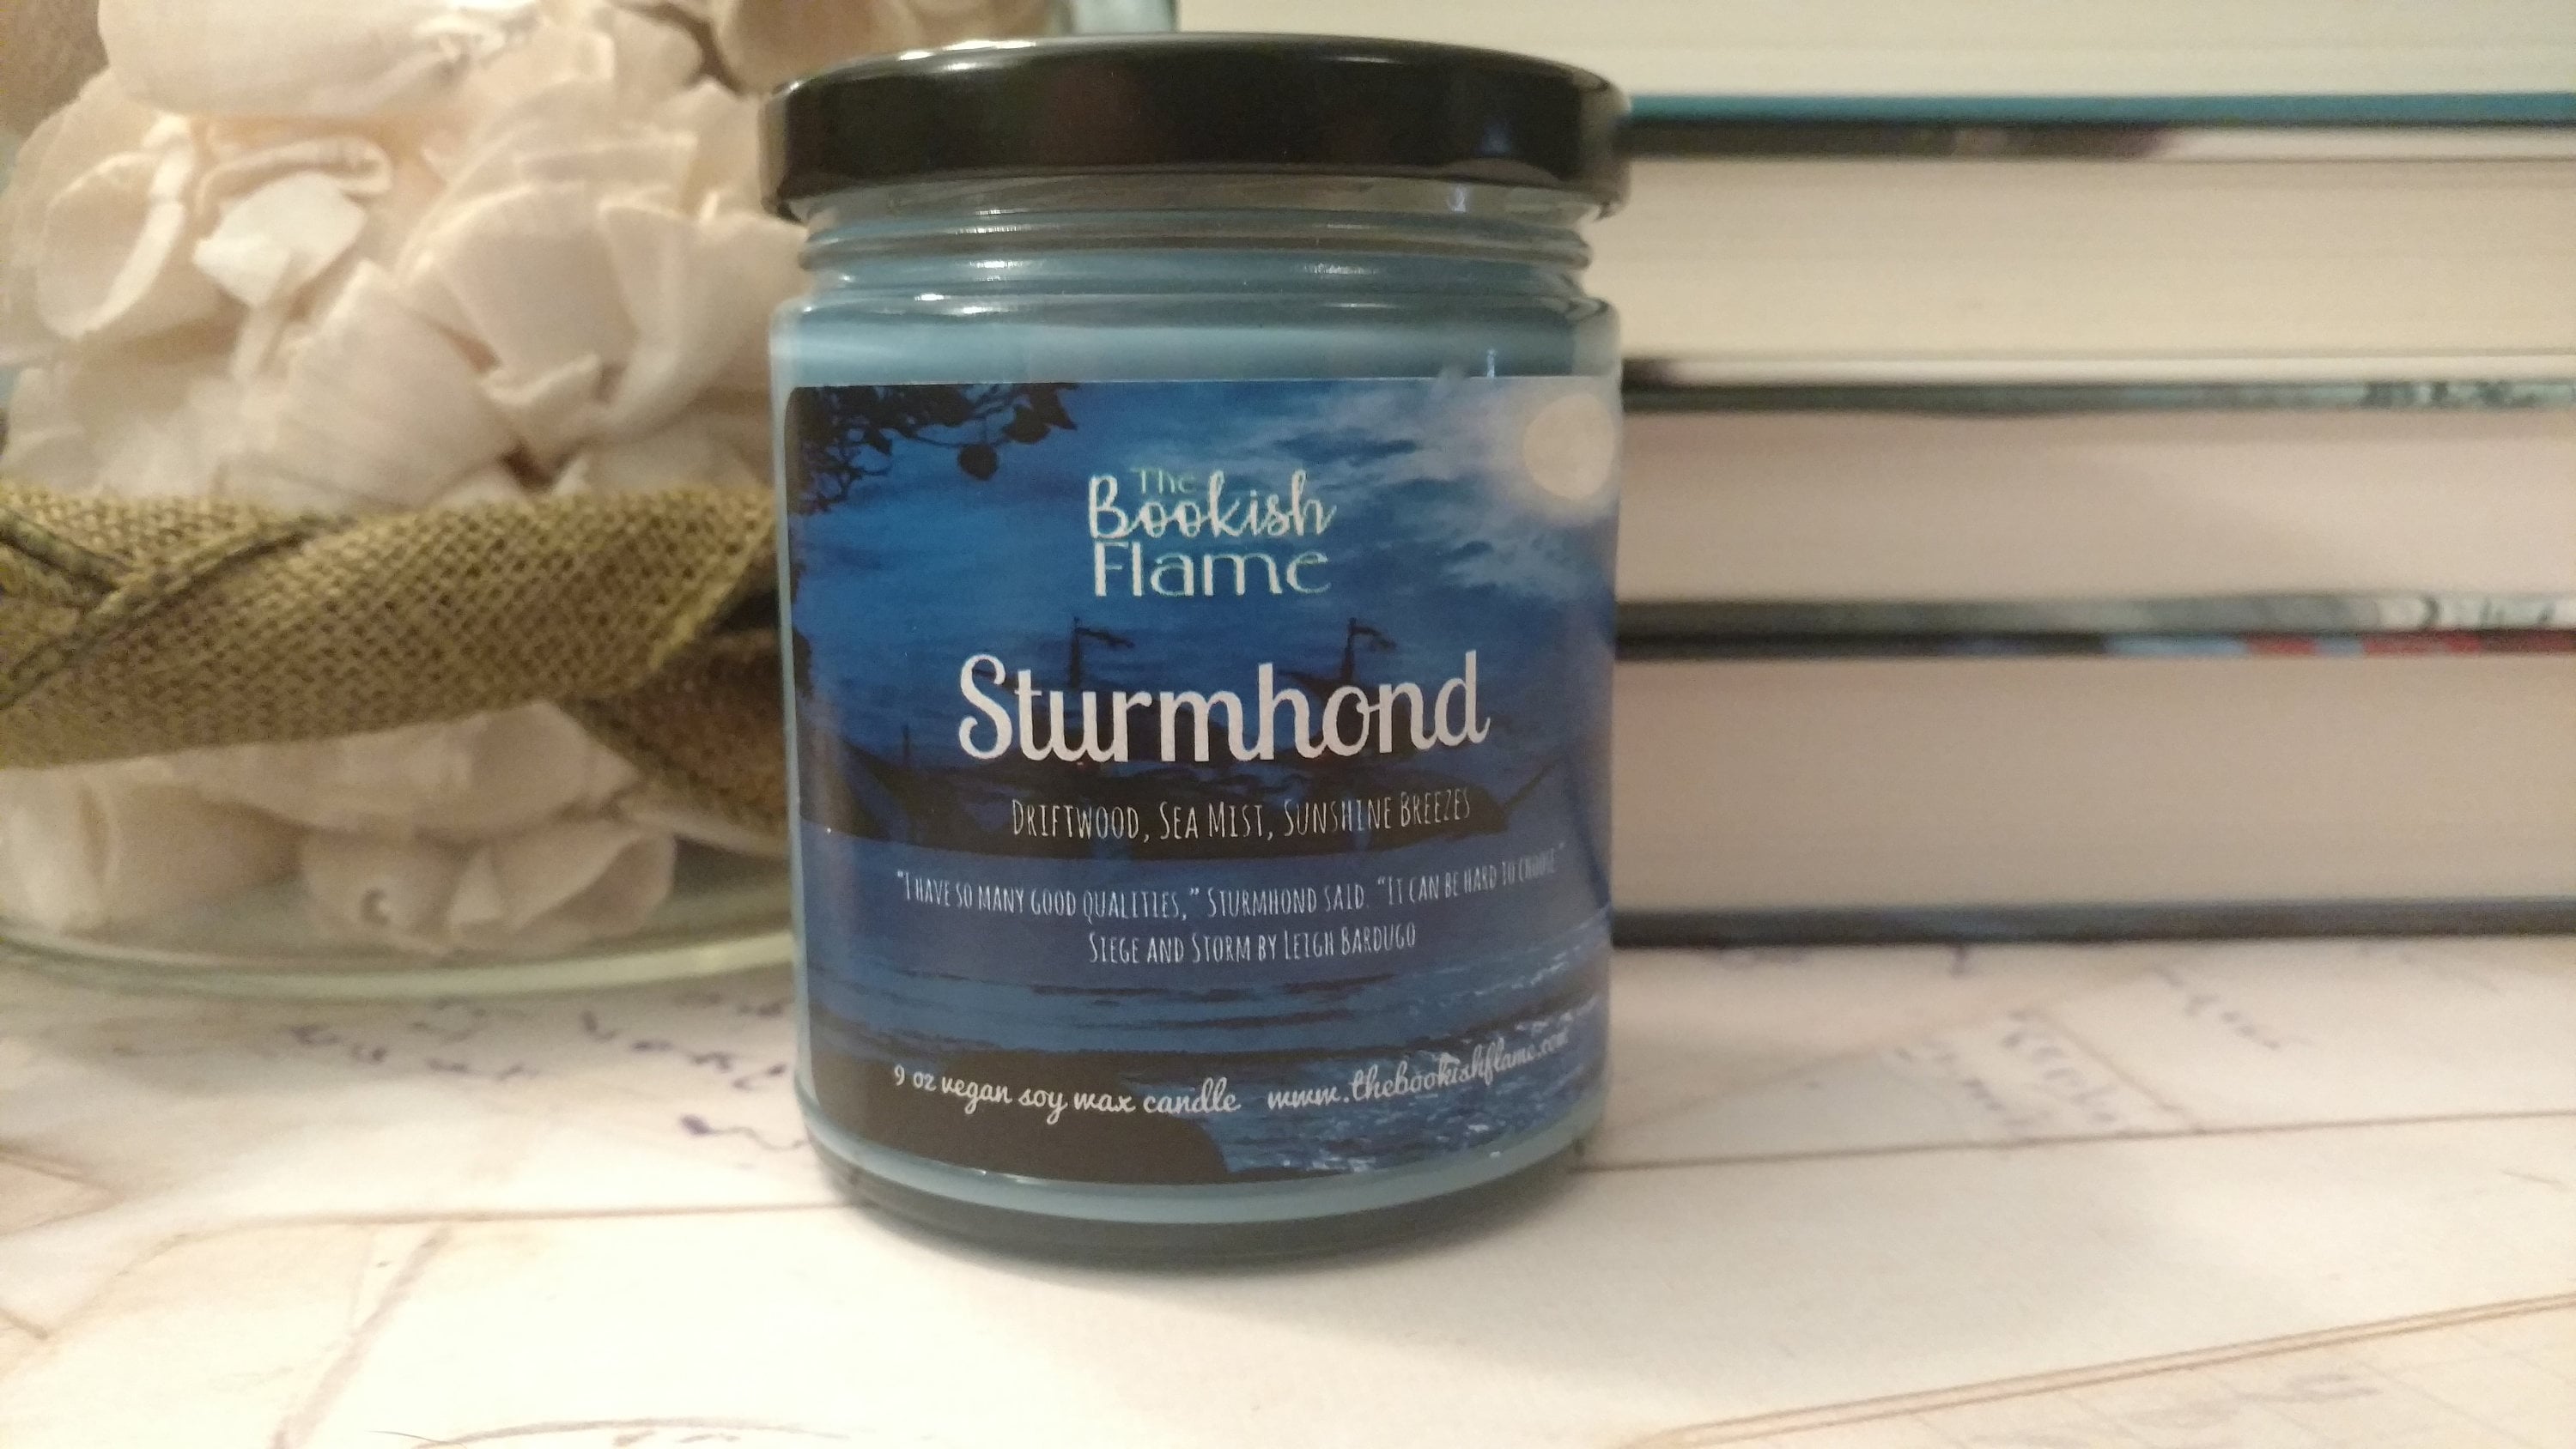 The
Bookish
Flame
Sturmhond
Driftwood, Sea Mist, Sunshine Breezes
"I have so many good qualities," Sturmhond said. "It can be hard to choose."
Siege and Storm by Leigh Bardugo
9 oz vegan soy wax candle www.thebookishflame.com